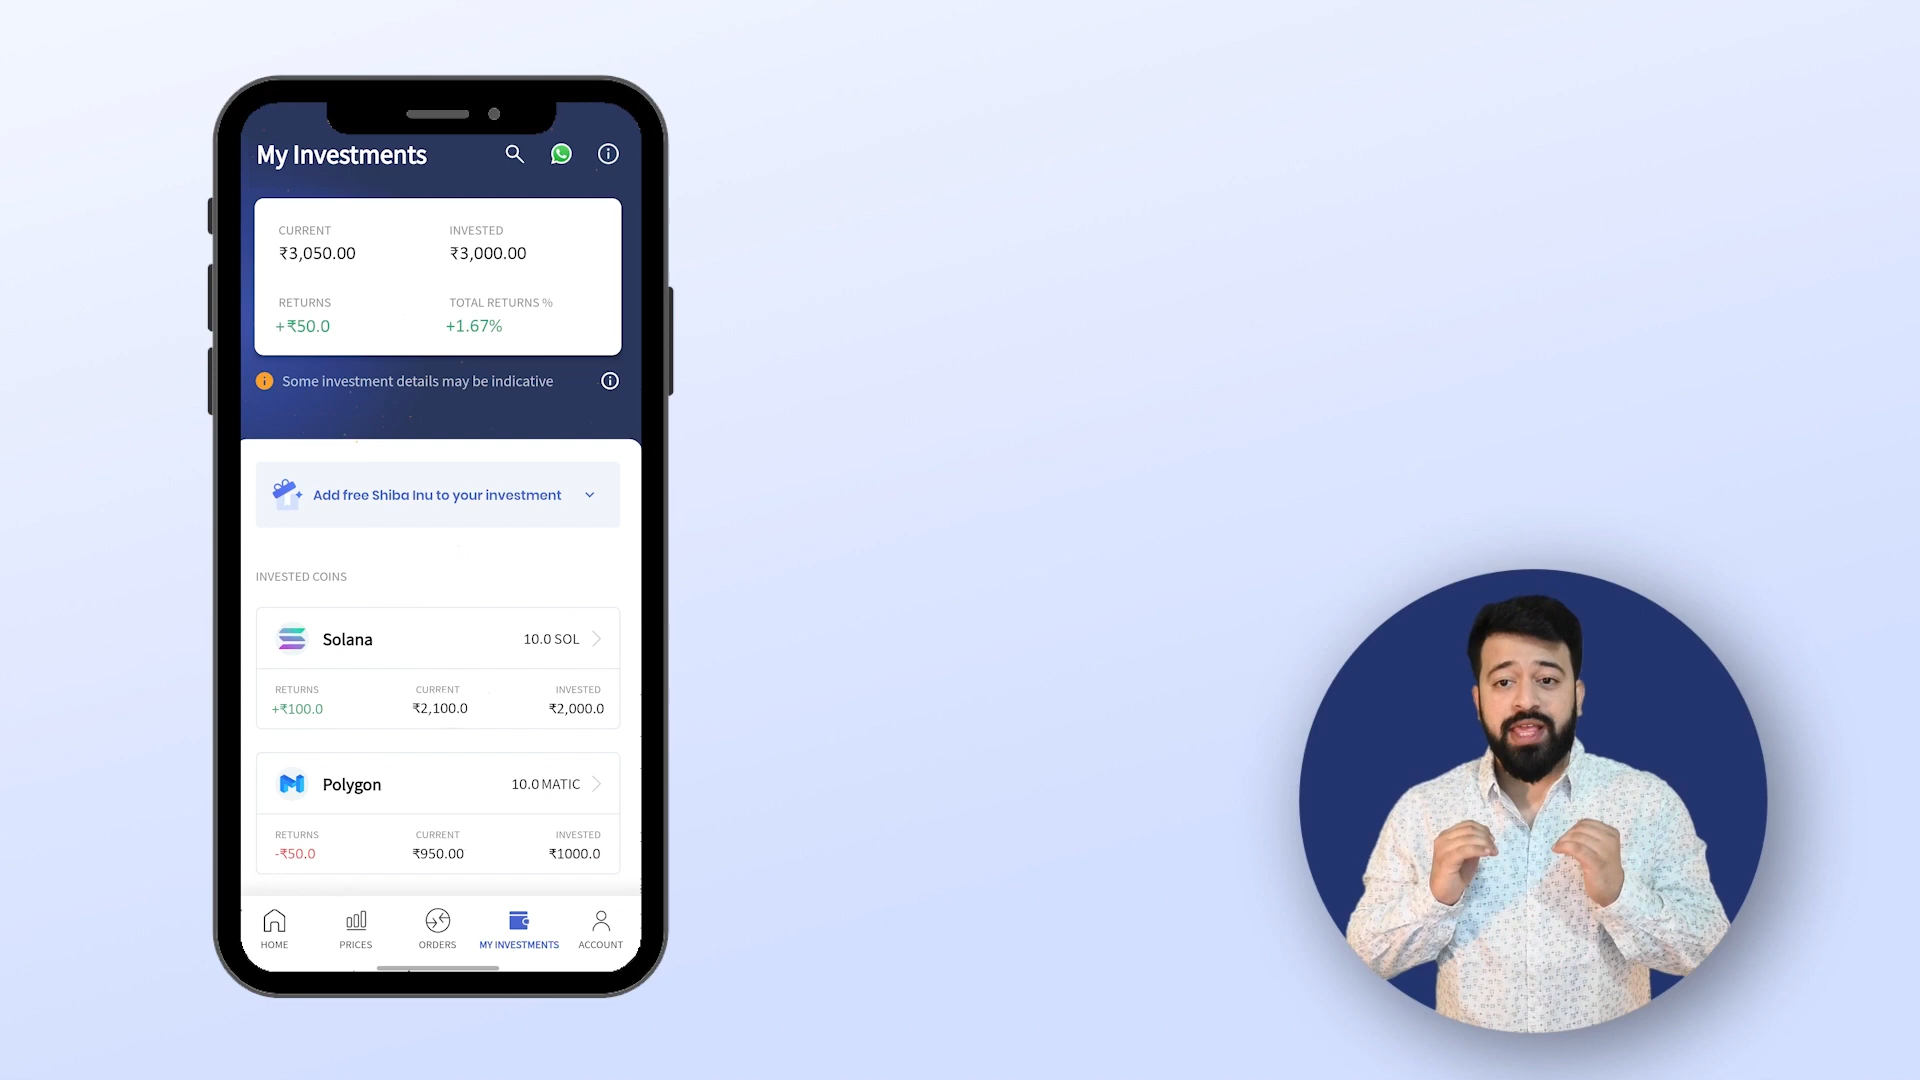 My Investments
CURRENT INVESTED
₹3,050.00 ₹3,000.00
RETURNS TOTAL RETURNS %
+₹50.0 +1.67%
Some investment details may be indicative
Add free Shiba Inu to your investment
INVESTED COINS
Solana 10.0 SOL
RETURNS CURRENT INVESTED
+₹100.0 ₹2,100.0 ₹2,000.0
Polygon 10.0 MATIC
RETURNS CURRENT INVESTED
-₹50.0 ₹950.00 ₹1000.0
HOME PRICES ORDERS MY INVESTMENTS ACCOUNT